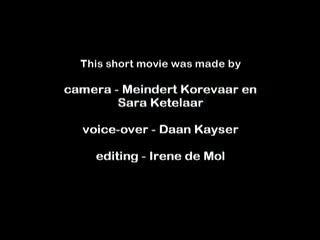 This short movie was made by
camera - Meindert Korevaar en
Sara Ketelaar
voice-over - Daan Kayser
editing - Irene de Mol